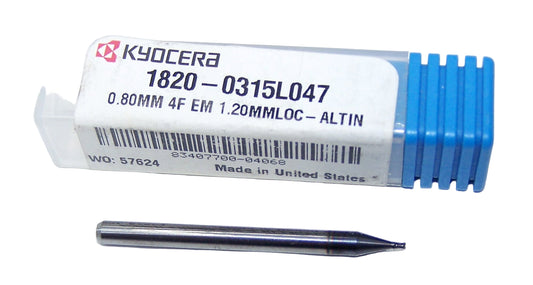 KYOCERA
1820-0315L047
0.80MM 4F EM 1.20MMLOC-ALTIN
83407700-04068
WO: 57624
Made in United States